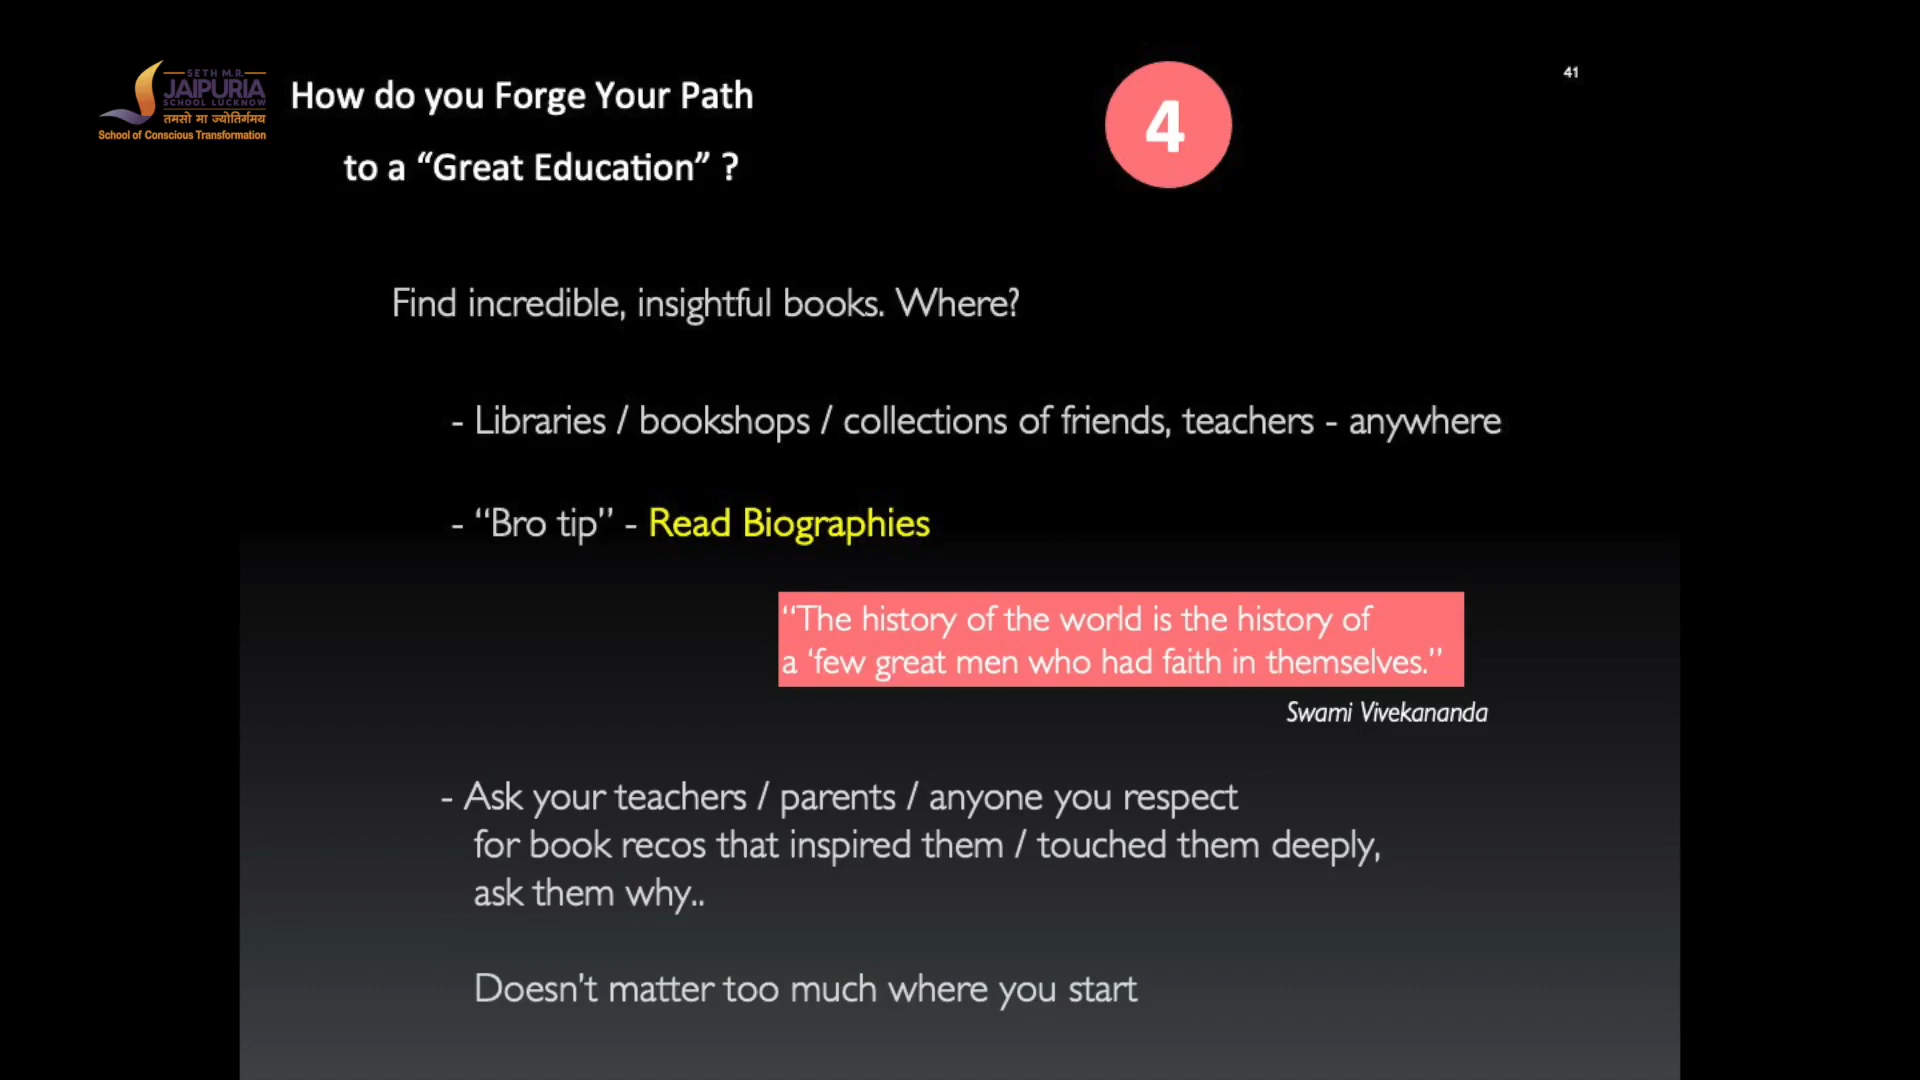 SETH M.R.
JAIPURIA
SCHOOL LUCKNOW
तमसो मा ज्योतिर्गमय
School of Conscious Transformation
How do you Forge Your Path
to a “Great Education” ?
4
41
Find incredible, insightful books. Where?
- Libraries / bookshops / collections of friends, teachers - anywhere
- “Bro tip” - Read Biographies
“The history of the world is the history of
a ‘few great men who had faith in themselves.”
Swami Vivekananda
- Ask your teachers / parents / anyone you respect
for book recos that inspired them / touched them deeply,
ask them why..
Doesn’t matter too much where you start